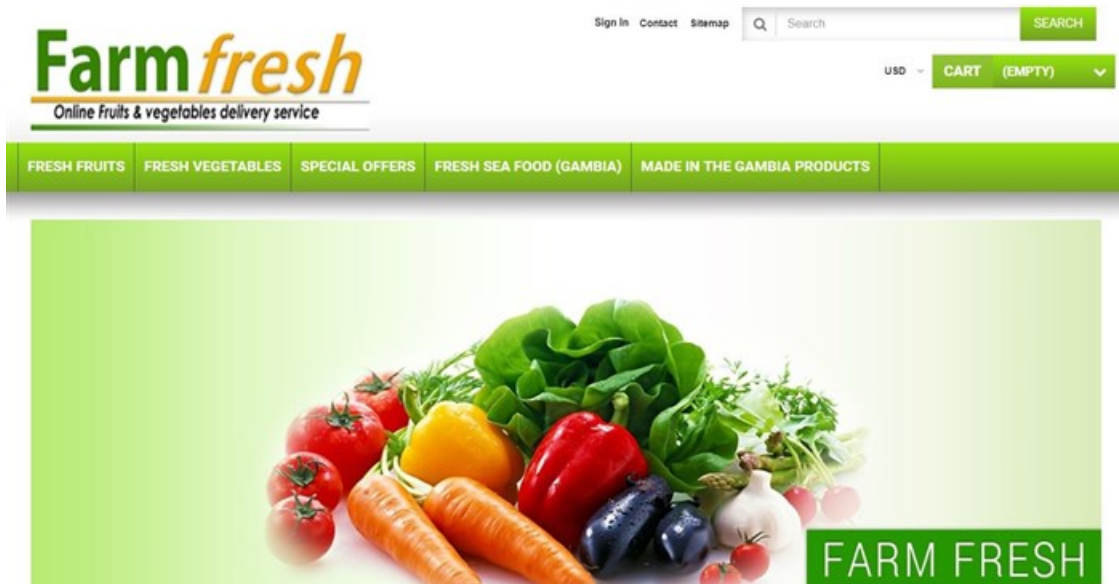 Farm fresh
Online Fruits & vegetables delivery service
Sign In Contact Sitemap Search SEARCH
USD CART (EMPTY)
FRESH FRUITS FRESH VEGETABLES SPECIAL OFFERS FRESH SEA FOOD (GAMBIA) MADE IN THE GAMBIA PRODUCTS
FARM FRESH